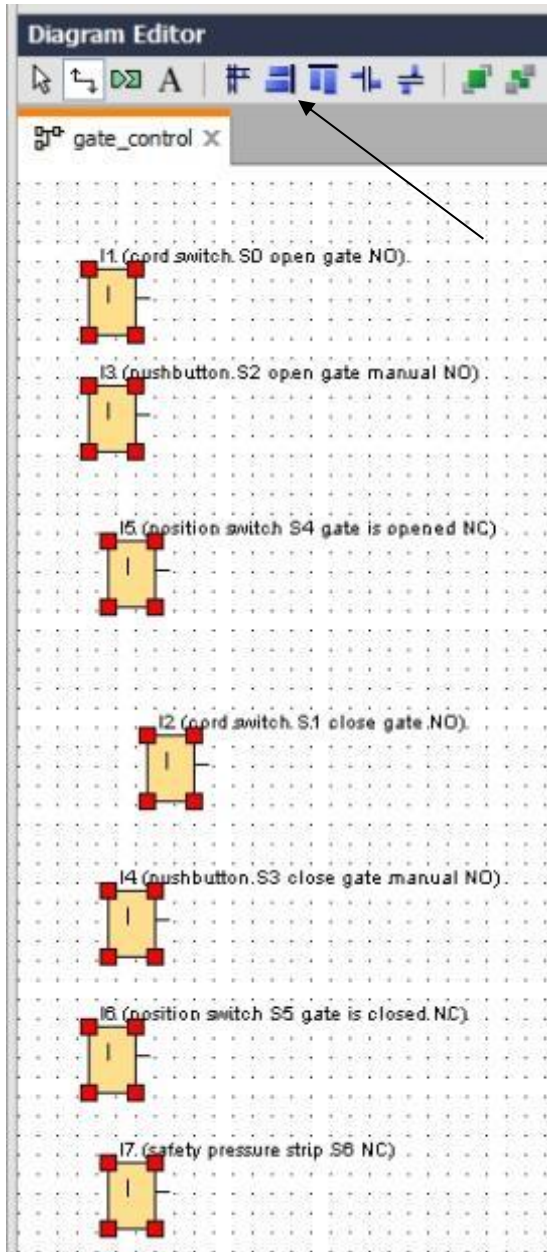 Diagram Editor
A
gate_control
I1 (cord switch S0 open gate NO)
I
I3 (pushbutton S2 open gate manual NO)
I
I5 (position switch S4 gate is opened NC)
I
I2 (cord switch S1 close gate NO)
I
I4 (pushbutton S3 close gate manual NO)
I
I6 (position switch S5 gate is closed NC)
I
I7 (safety pressure strip S6 NC)
I